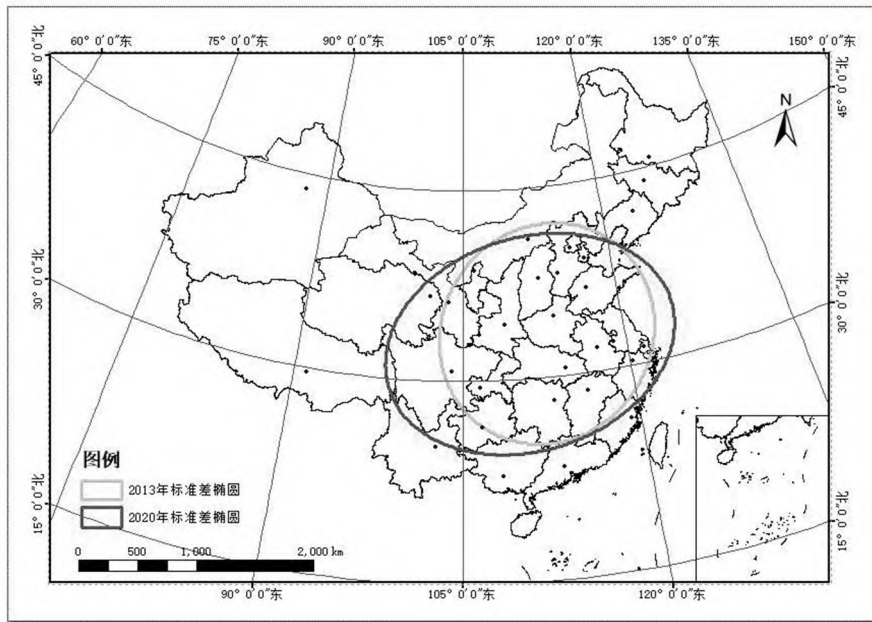 60° 0′0″东 75° 0′0″东 90° 0′0″东 105° 0′0″东 120° 0′0″东 135° 0′0″东 150° 0′0″东
45° 0′0″北
45° 0′0″北
N
30° 0′0″北
30° 0′0″北
15° 0′0″北
15° 0′0″北
图例
2013年标准差椭圆
2020年标准差椭圆
0 500 1,000 2,000 km
90° 0′0″东 105° 0′0″东 120° 0′0″东